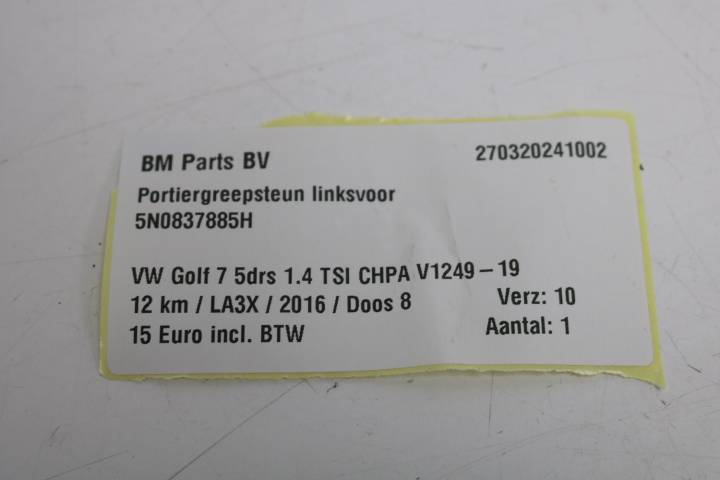 BM Parts BV 270320241002
Portiergreepsteun linksvoor
5N0837885H
VW Golf 7 5drs 1.4 TSI CHPA V1249-19
12 km / LA3X / 2016 / Doos 8 Verz: 10
15 Euro incl. BTW Aantal: 1